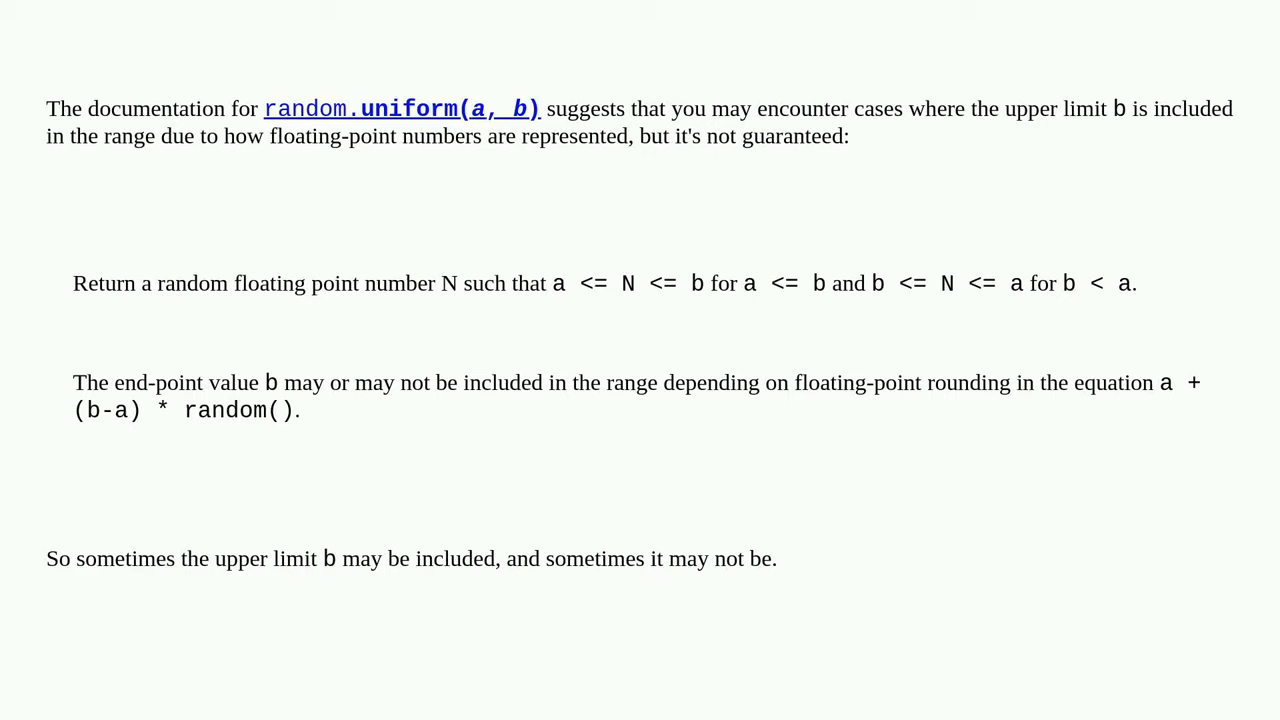 The documentation for random.uniform(a, b) suggests that you may encounter cases where the upper limit b is included
in the range due to how floating-point numbers are represented, but it's not guaranteed:
Return a random floating point number N such that a <= N <= b for a <= b and b <= N <= a for b < a.
The end-point value b may or may not be included in the range depending on floating-point rounding in the equation a +
(b-a) * random().
So sometimes the upper limit b may be included, and sometimes it may not be.